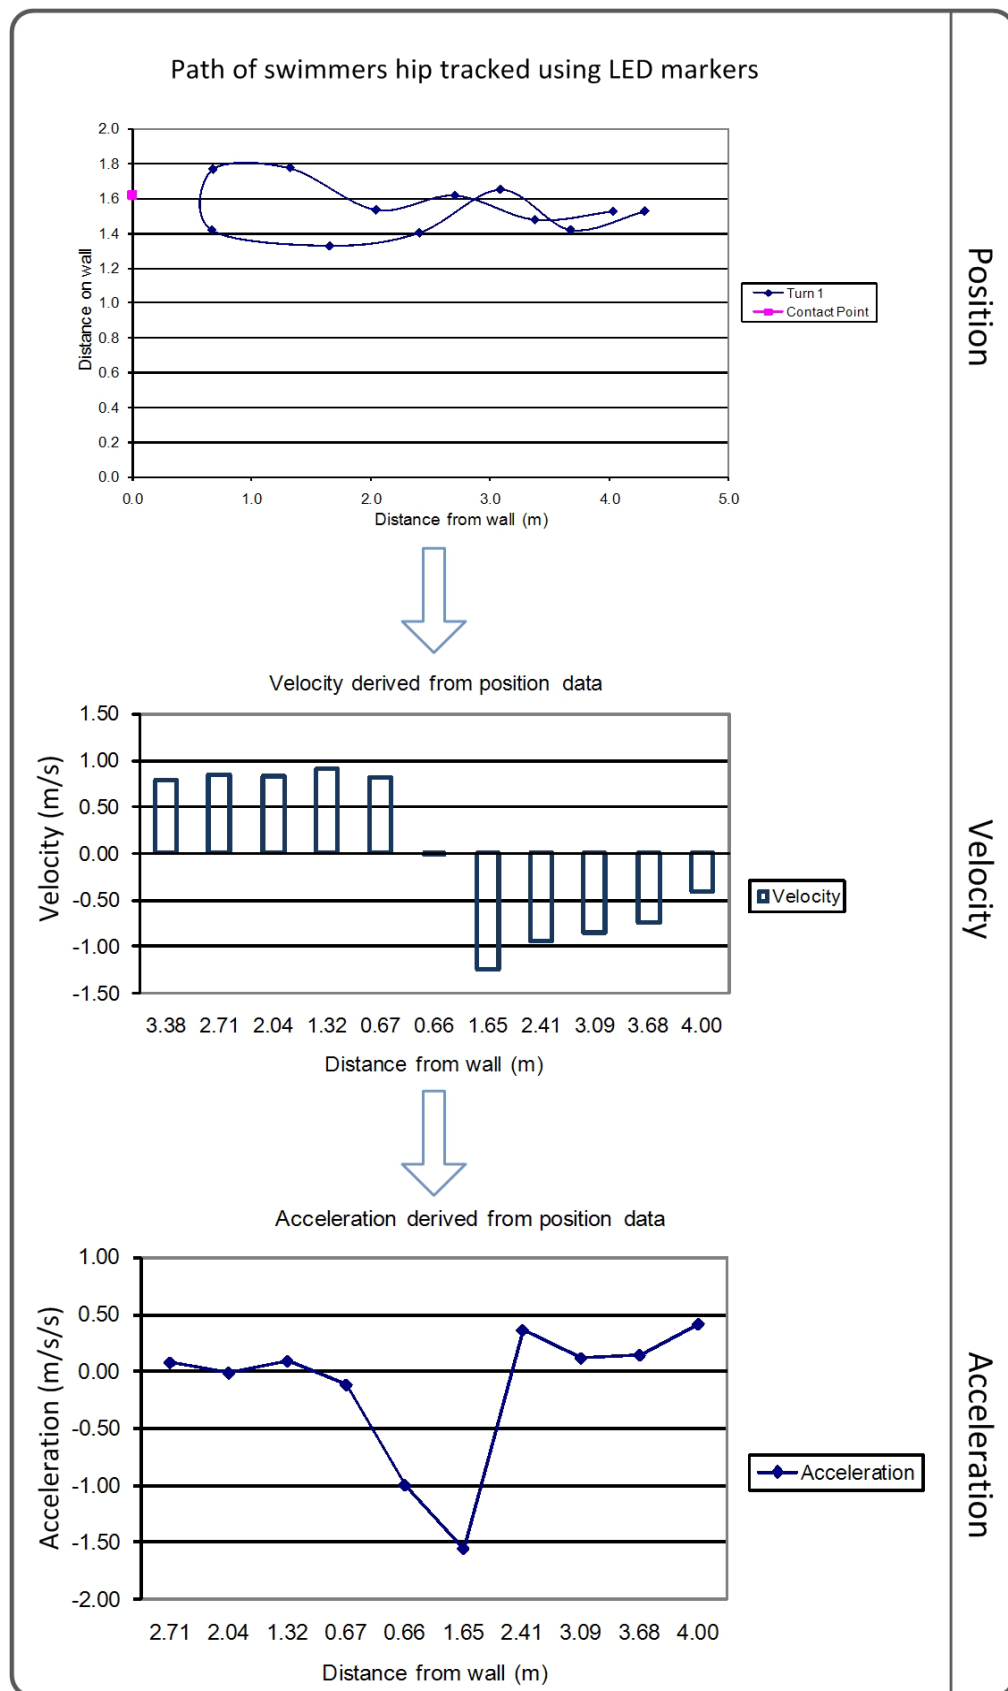 Path of swimmers hip tracked using LED markers
2.0
1.8
1.6
1.4
1.2
1.0
0.8
0.6
0.4
0.2
0.0
Distance on wall
0.0 1.0 2.0 3.0 4.0 5.0
Distance from wall (m)
Turn 1
Contact Point
Position
Velocity derived from position data
1.50
1.00
0.50
0.00
-0.50
-1.00
-1.50
Velocity (m/s)
3.38 2.71 2.04 1.32 0.67 0.66 1.65 2.41 3.09 3.68 4.00
Distance from wall (m)
Velocity
Velocity
Acceleration derived from position data
1.00
0.50
0.00
-0.50
-1.00
-1.50
-2.00
Acceleration (m/s/s)
2.71 2.04 1.32 0.67 0.66 1.65 2.41 3.09 3.68 4.00
Distance from wall (m)
Acceleration
Acceleration